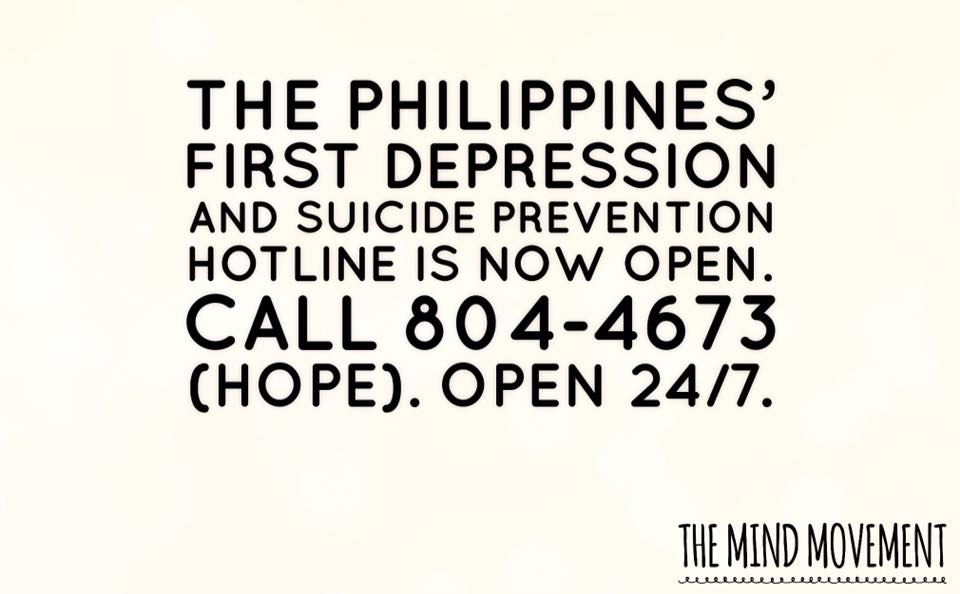 THE PHILIPPINES’
FIRST DEPRESSION
AND SUICIDE PREVENTION
HOTLINE IS NOW OPEN.
CALL 804-4673
(HOPE). OPEN 24/7.
THE MIND MOVEMENT